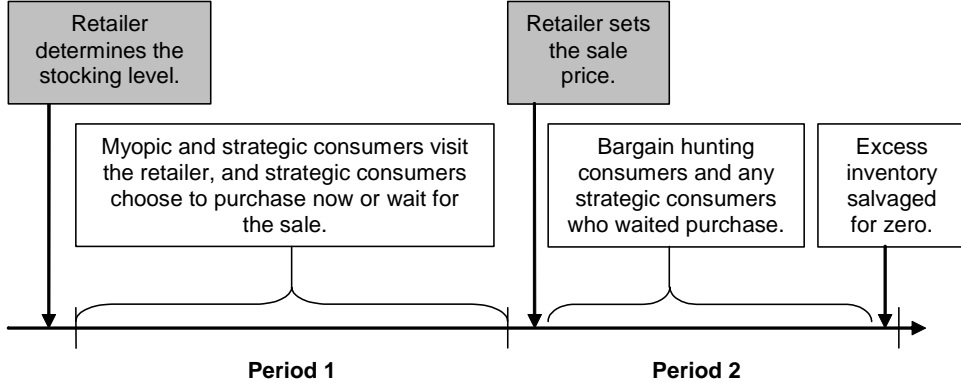 Retailer
determines the
stocking level.
Retailer sets
the sale
price.
Myopic and strategic consumers visit
the retailer, and strategic consumers
choose to purchase now or wait for
the sale.
Bargain hunting
consumers and any
strategic consumers
who waited purchase.
Excess
inventory
salvaged
for zero.
Period 1
Period 2